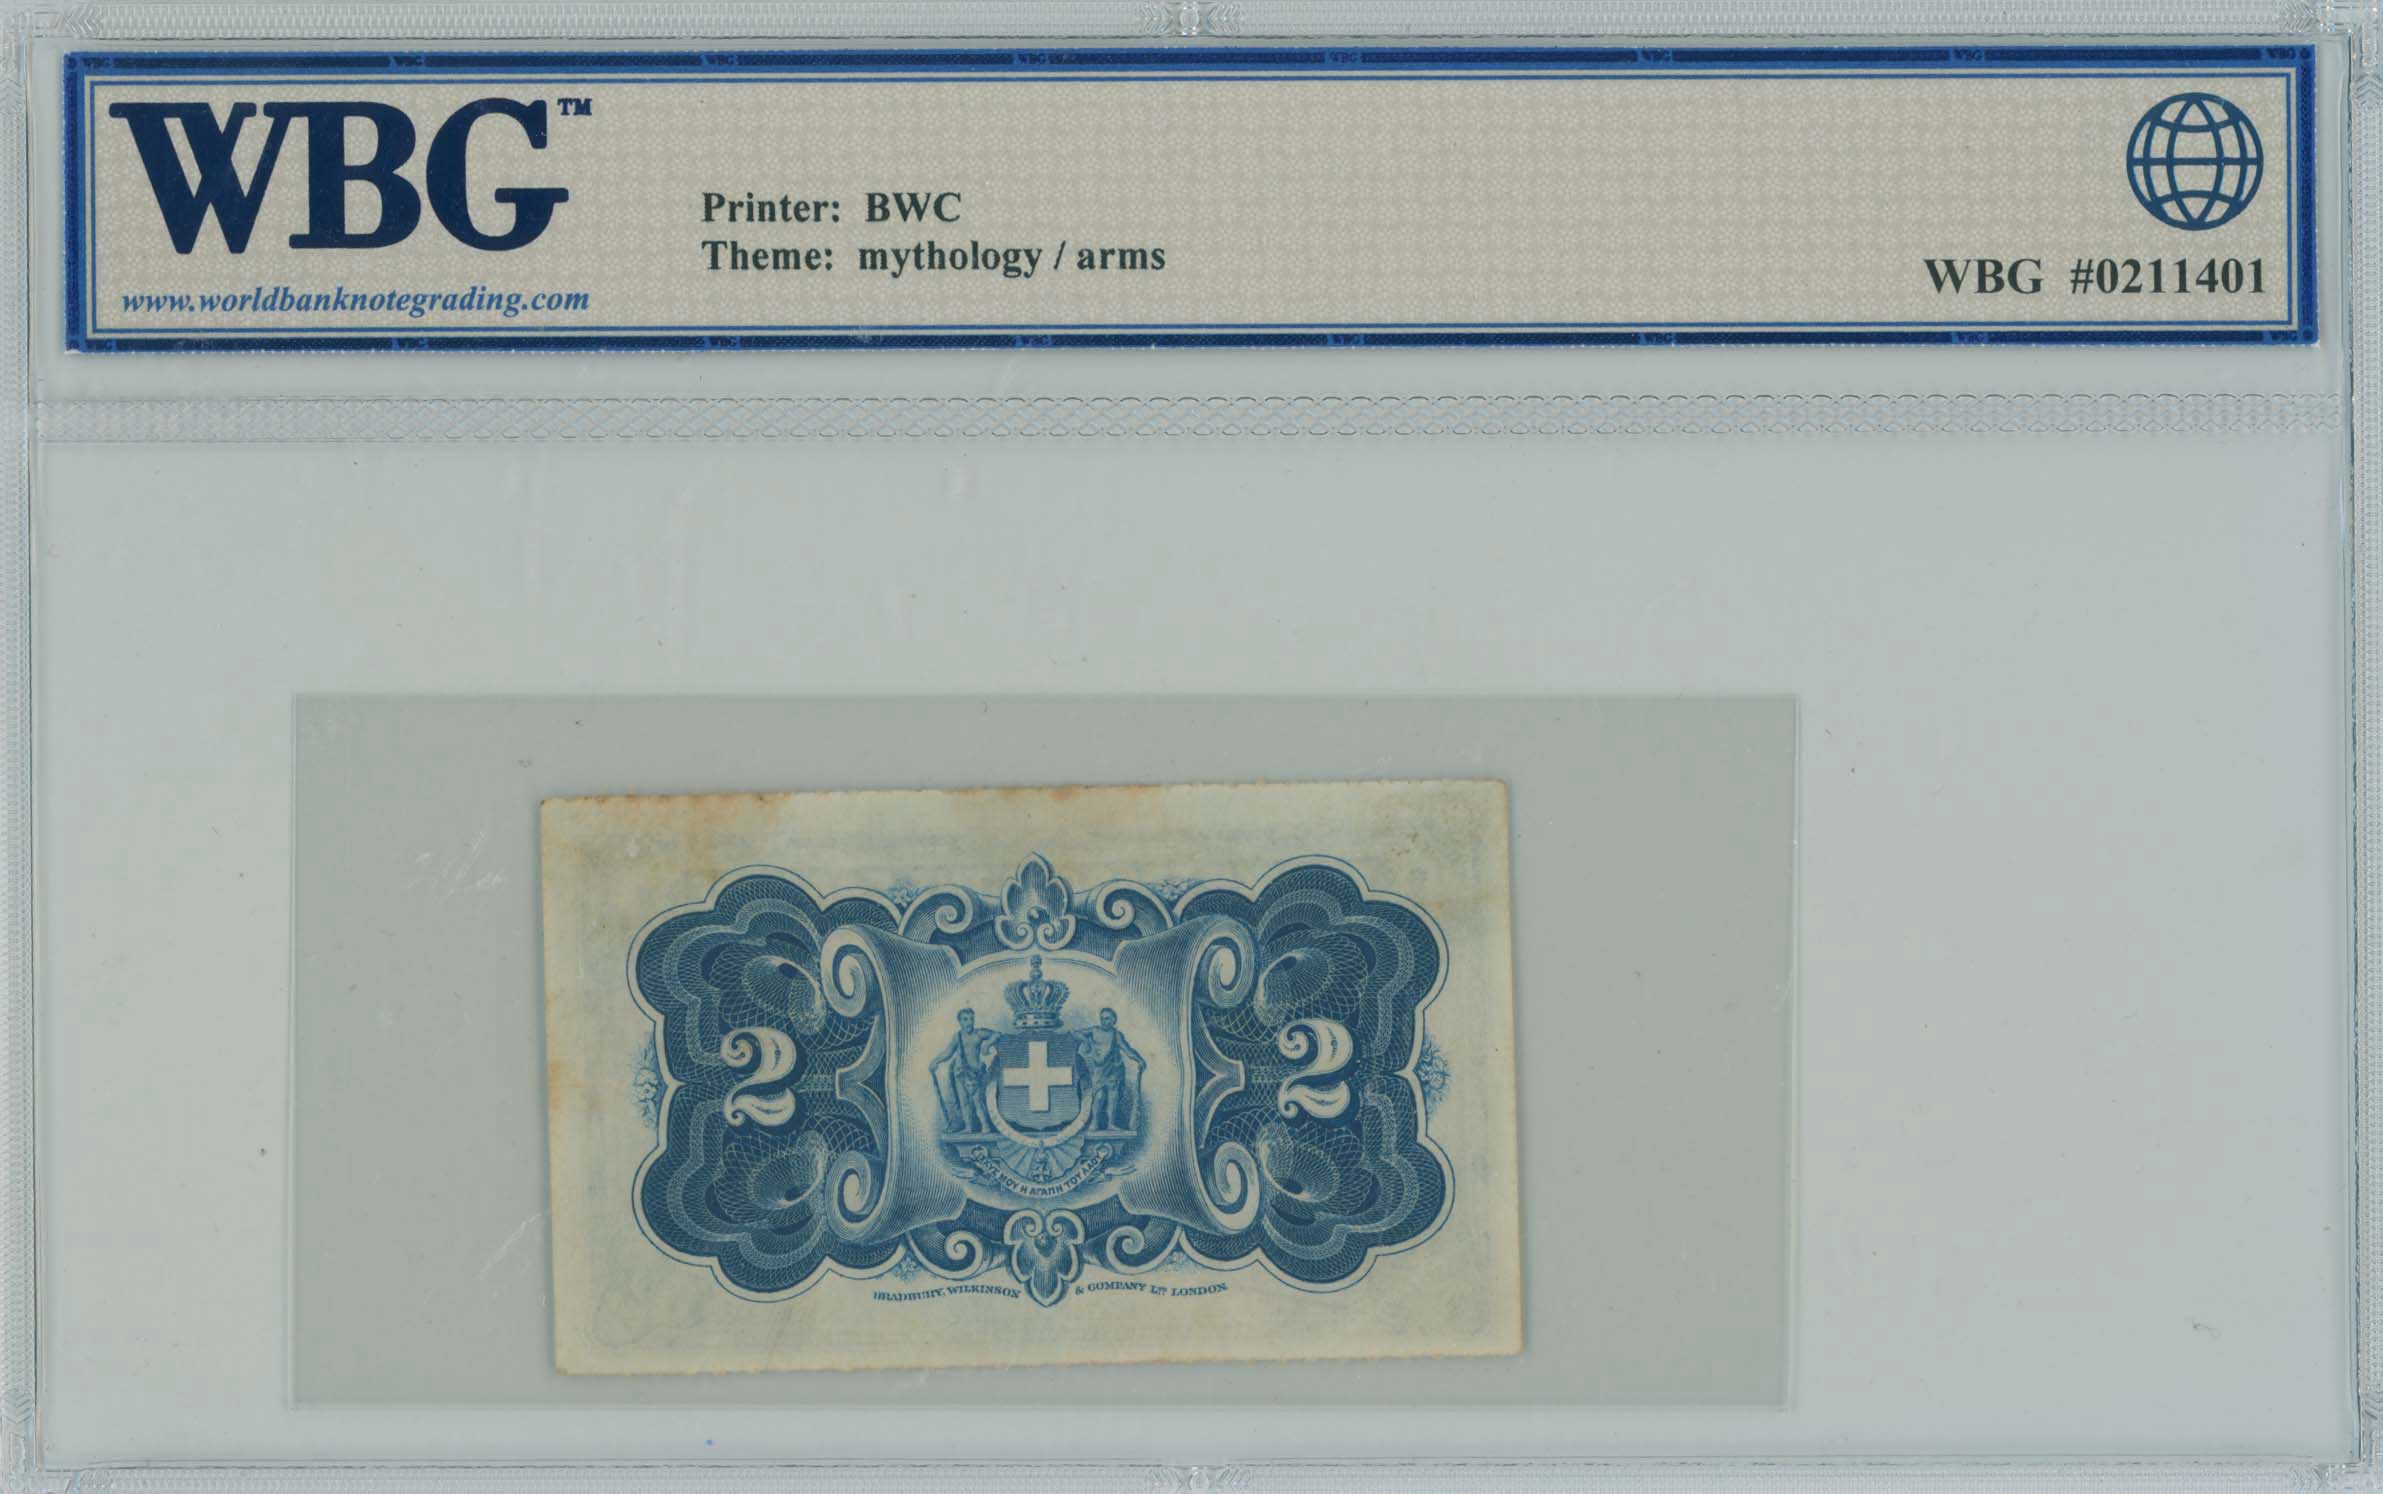 WBG™
www.worldbanknotegrading.com
Printer: BWC
Theme: mythology / arms
WBG #0211401
2
2
ΙΣΧΥΣ ΜΟΥ Η ΑΓΑΠΗ ΤΟΥ ΛΑΟΥ
BRADBURY, WILKINSON & COMPANY LTD. LONDON.